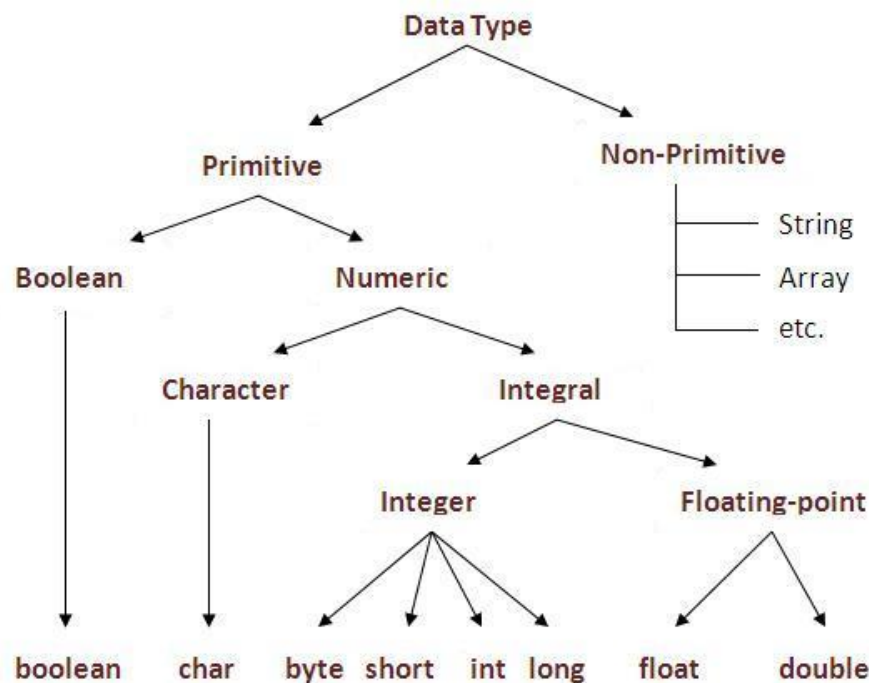 Data Type
Primitive
Non-Primitive
String
Array
etc.
Boolean
Numeric
Character
Integral
Integer
Floating-point
boolean char byte short int long float double